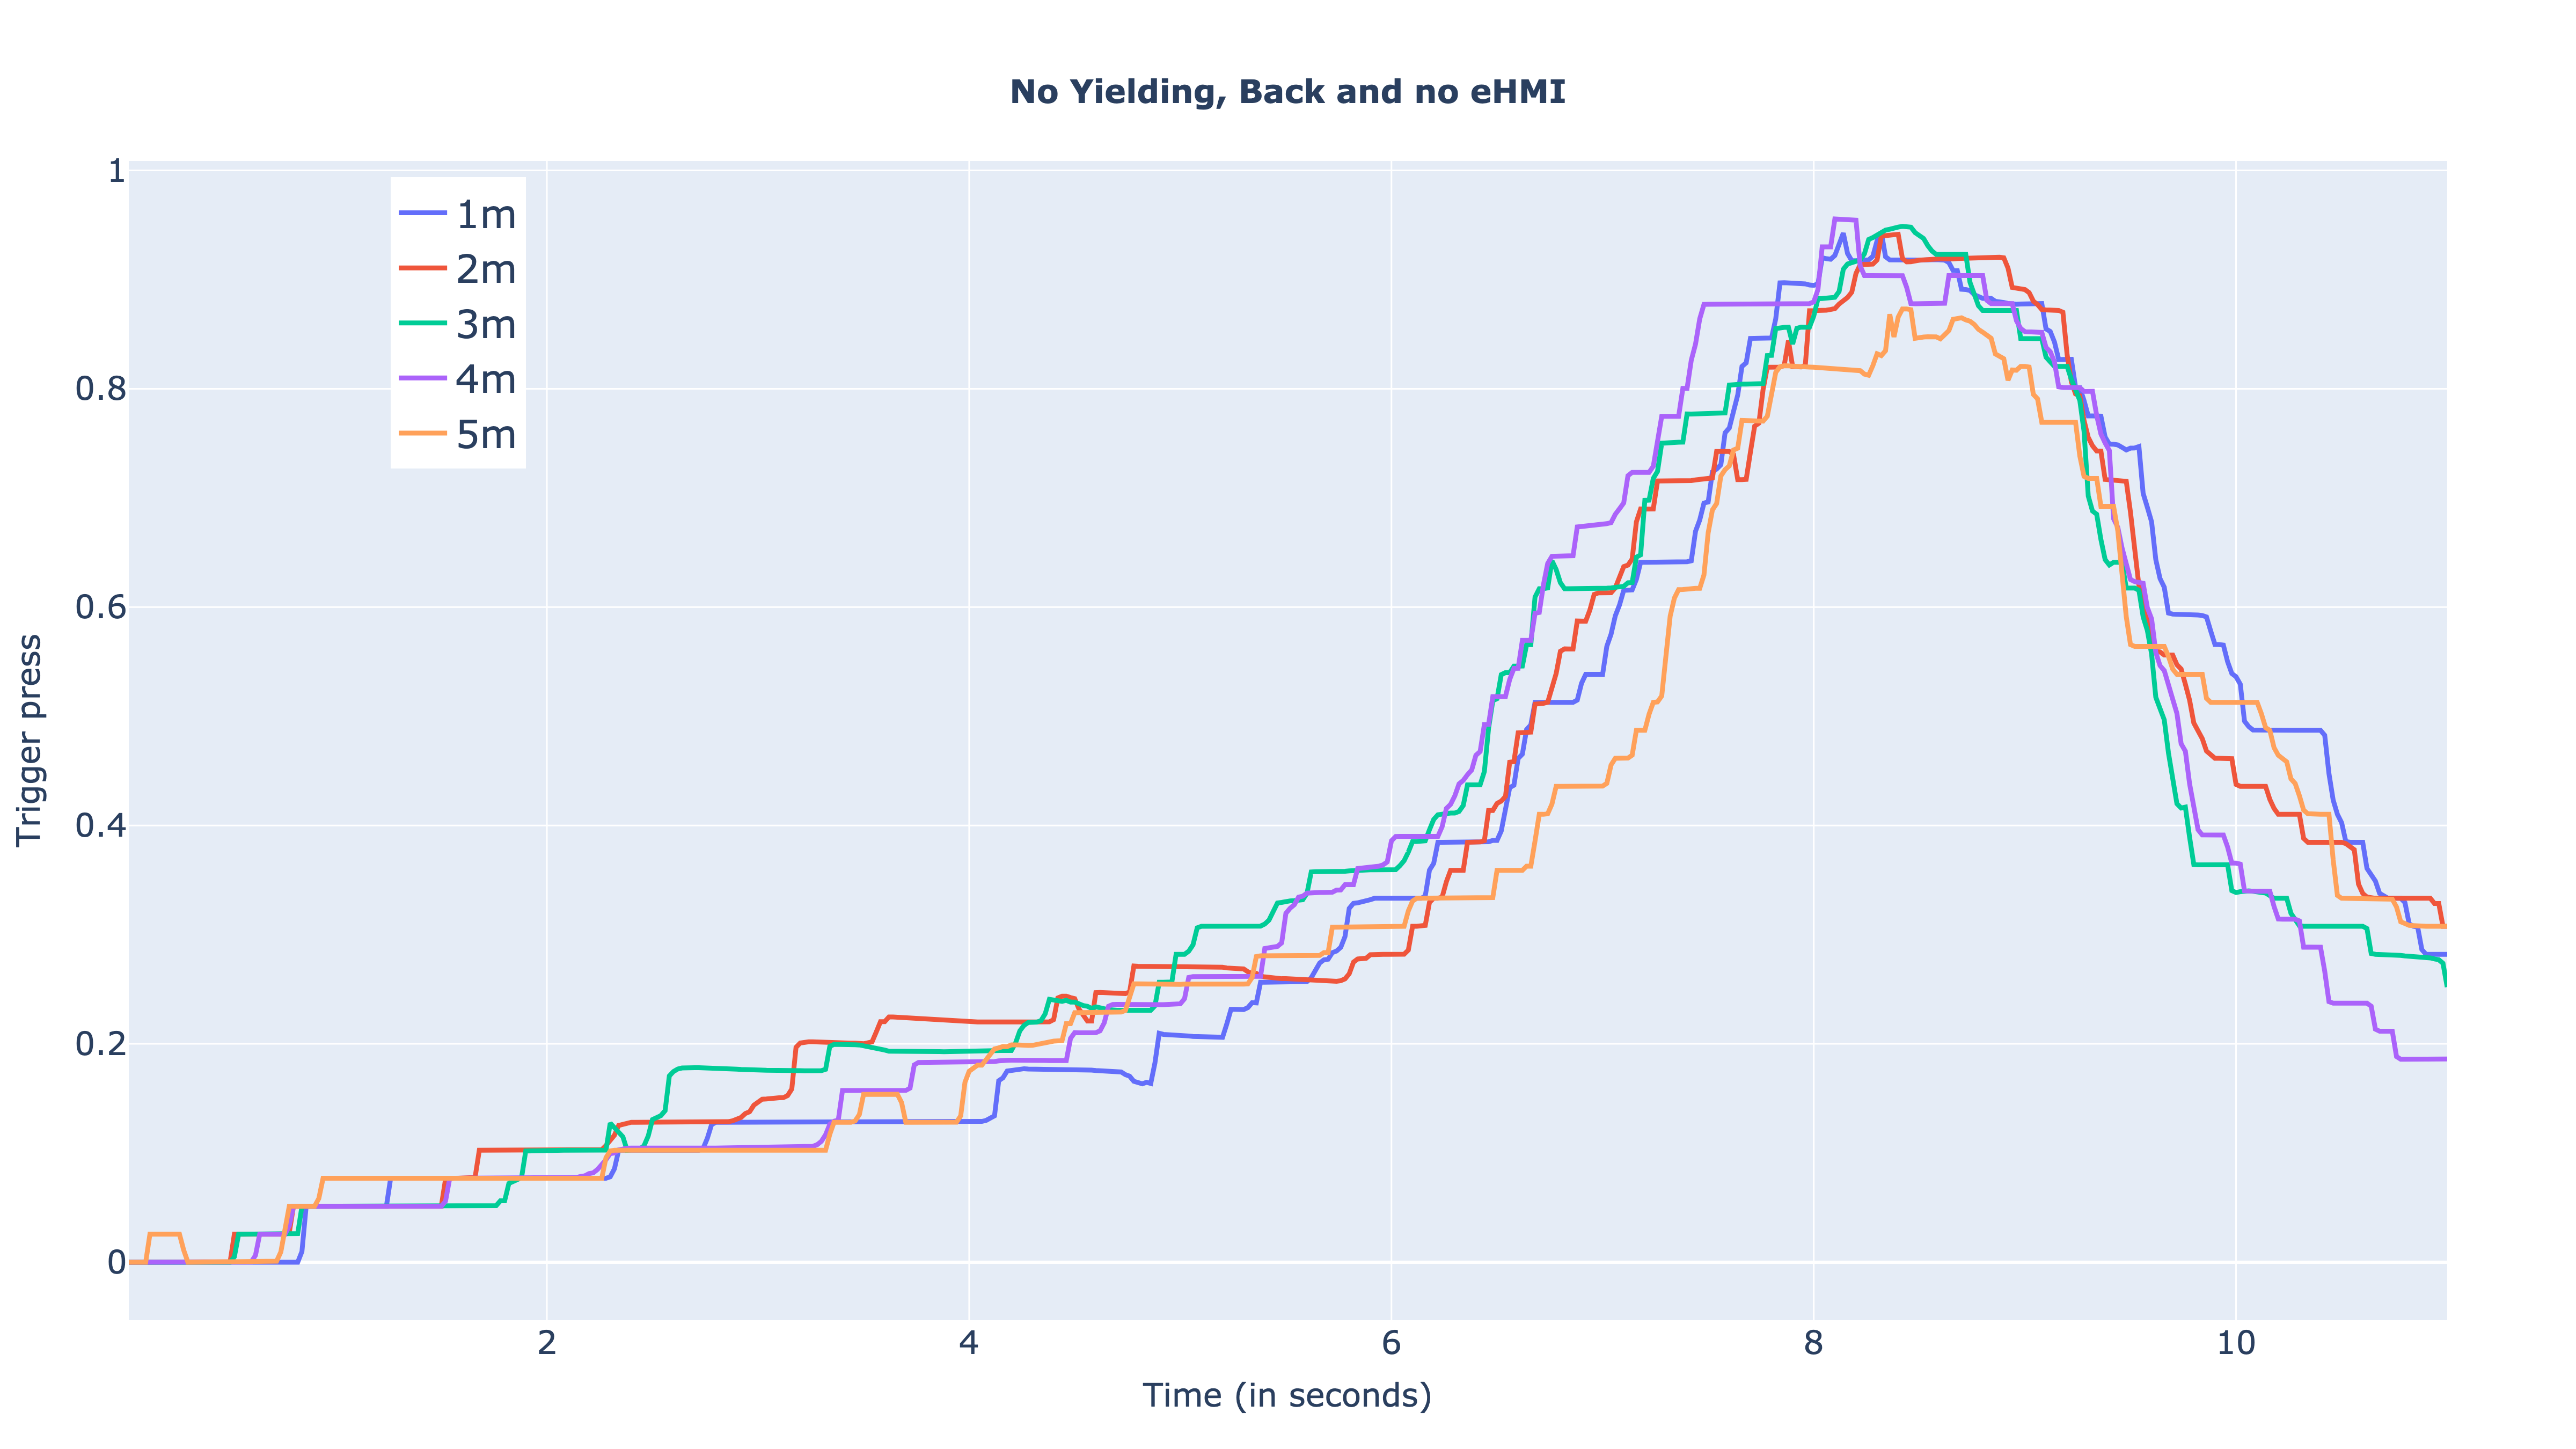 No Yielding, Back and no eHMI
1
0.8
0.6
0.4
0.2
0
Trigger press
1m
2m
3m
4m
5m
2 4 6 8 10
Time (in seconds)